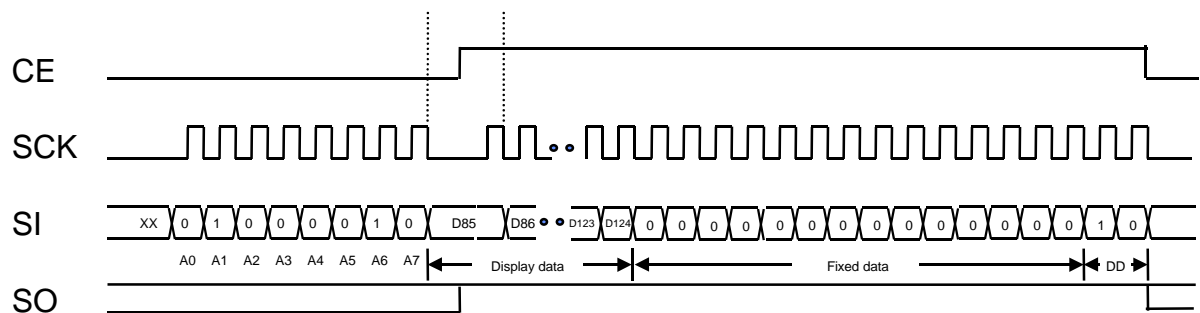 CE
SCK
SI XX 0 1 0 0 0 0 1 0 D85 D86 D123 D124 0 0 0 0 0 0 0 0 0 0 0 0 0 0 1 0
A0 A1 A2 A3 A4 A5 A6 A7 Display data Fixed data DD
SO